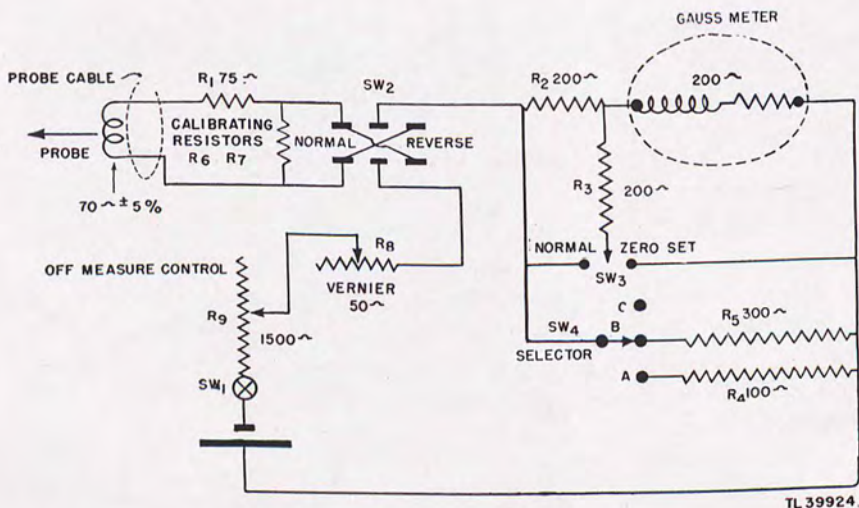 GAUSS METER
PROBE CABLE
R1 75 ~
SW2
R2 200 ~
200 ~
CALIBRATING
RESISTORS
R6 R7
NORMAL
REVERSE
PROBE
70 ~ ± 5%
R3
200 ~
R8
VERNIER
50 ~
OFF MEASURE CONTROL
R9
1500 ~
SW1
NORMAL
ZERO SET
SW3
C
SW4
B
SELECTOR
R5 300 ~
A
R4 100 ~
TL 39924